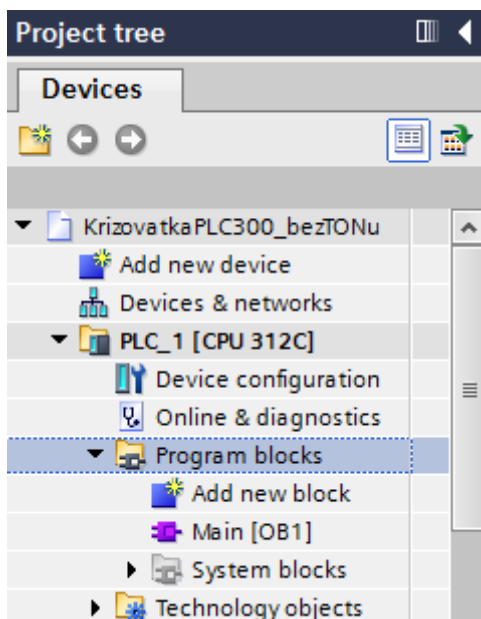 Project tree
Devices
KrizovatkaPLC300_bezTONu
Add new device
Devices & networks
PLC_1 [CPU 312C]
Device configuration
Online & diagnostics
Program blocks
Add new block
Main [OB1]
System blocks
Technology objects